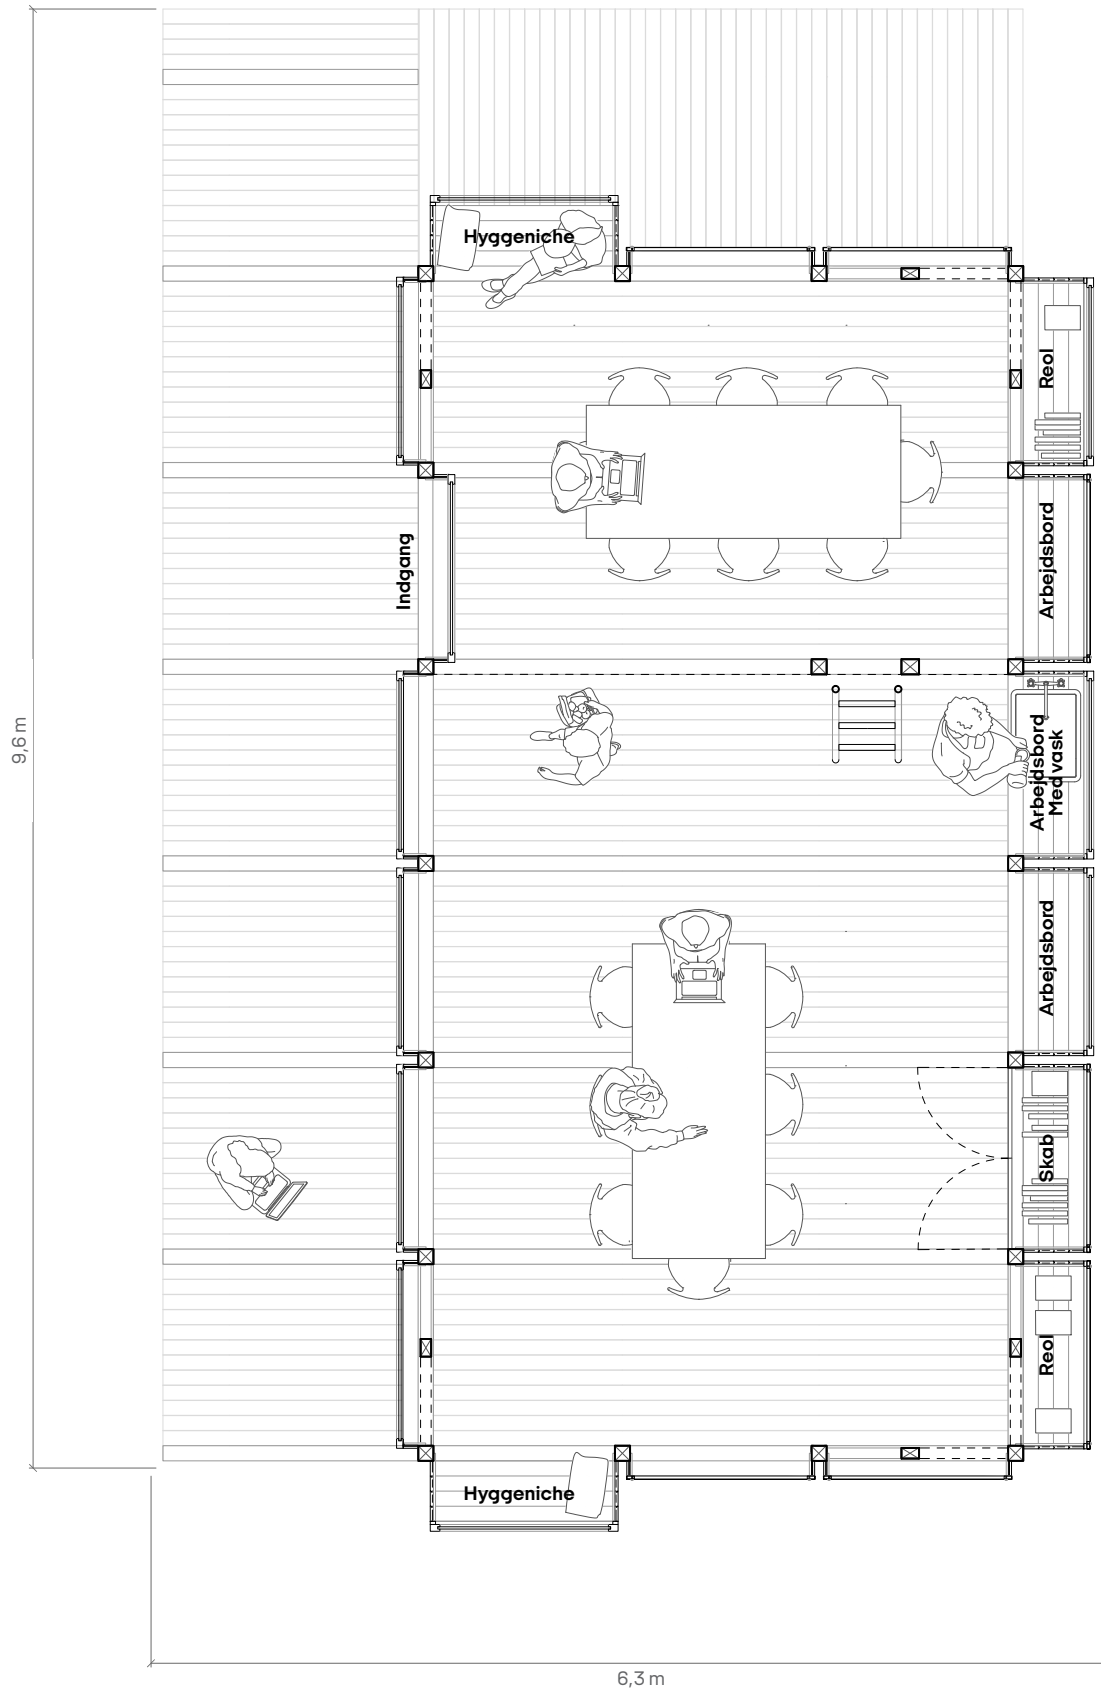 Hyggeniche
Reol
Indgang
Arbejdsbord
9,6 m
Arbejdsbord
Med vask
Arbejdsbord
Skab
Reol
Hyggeniche
6,3 m